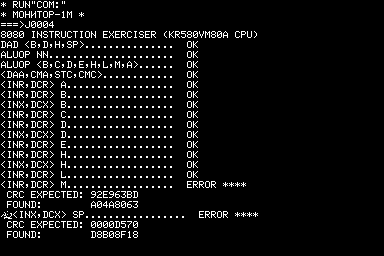 * RUN"COM:"
* МОНИТОР-1М *
===>J0004
8080 INSTRUCTION EXERCISER (KR580VM80A CPU)
DAD <B,D,H,SP>................ OK
ALUOP NN...................... OK
ALUOP <B,C,D,E,H,L,M,A>....... OK
<DAA,CMA,STC,CMC>............. OK
<INR,DCR> A................... OK
<INR,DCR> B................... OK
<INX,DCX> B................... OK
<INR,DCR> C................... OK
<INR,DCR> D................... OK
<INX,DCX> D................... OK
<INR,DCR> E................... OK
<INR,DCR> H................... OK
<INX,DCX> H................... OK
<INR,DCR> L................... OK
<INR,DCR> M................... ERROR ****
CRC EXPECTED: 92E963BD
FOUND: A04A8063
<INX,DCX> SP.................. ERROR ****
CRC EXPECTED: 0000D570
FOUND: D8B08F18